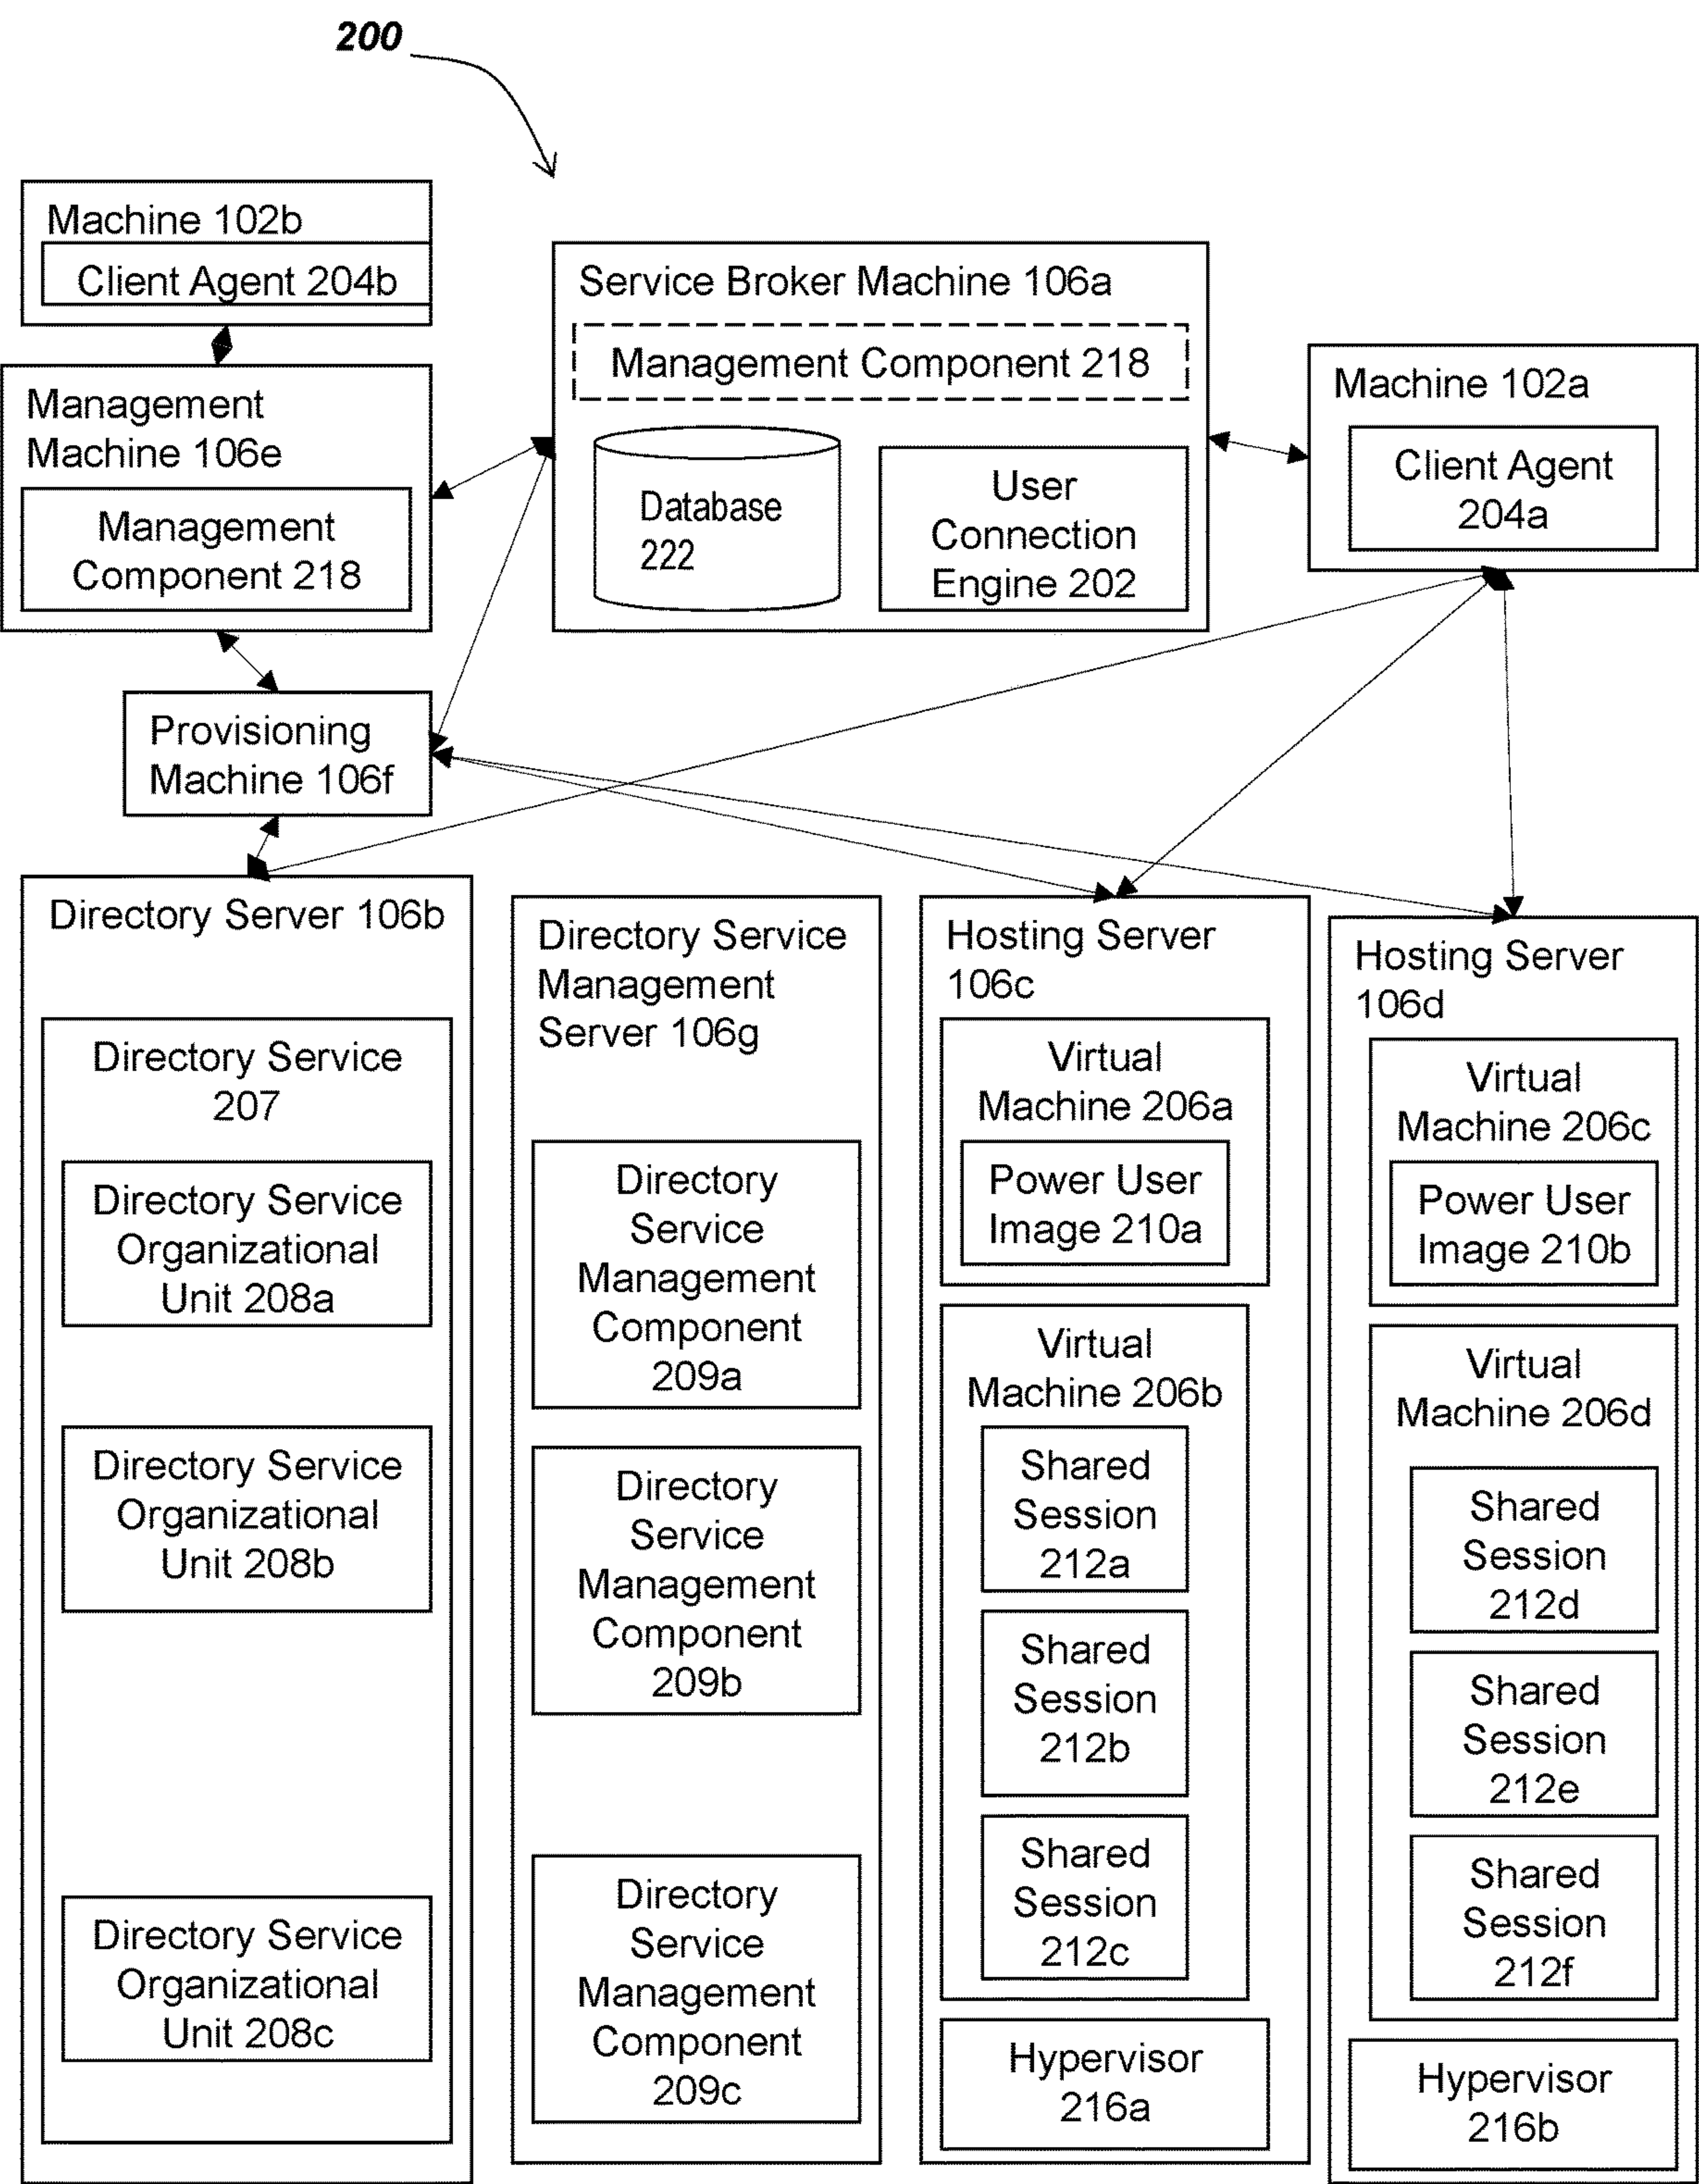 200
Machine 102b
Client Agent 204b
Service Broker Machine 106a
Management Component 218
Database
222
User
Connection
Engine 202
Machine 102a
Client Agent
204a
Management
Machine 106e
Management
Component 218
Provisioning
Machine 106f
Directory Server 106b
Directory Service
207
Directory Service
Organizational
Unit 208a
Directory Service
Organizational
Unit 208b
Directory Service
Organizational
Unit 208c
Directory Service
Management
Server 106g
Directory
Service
Management
Component
209a
Directory
Service
Management
Component
209b
Directory
Service
Management
Component
209c
Hosting Server
106c
Virtual
Machine 206a
Power User
Image 210a
Virtual
Machine 206b
Shared
Session
212a
Shared
Session
212b
Shared
Session
212c
Hypervisor
216a
Hosting Server
106d
Virtual
Machine 206c
Power User
Image 210b
Virtual
Machine 206d
Shared
Session
212d
Shared
Session
212e
Shared
Session
212f
Hypervisor
216b